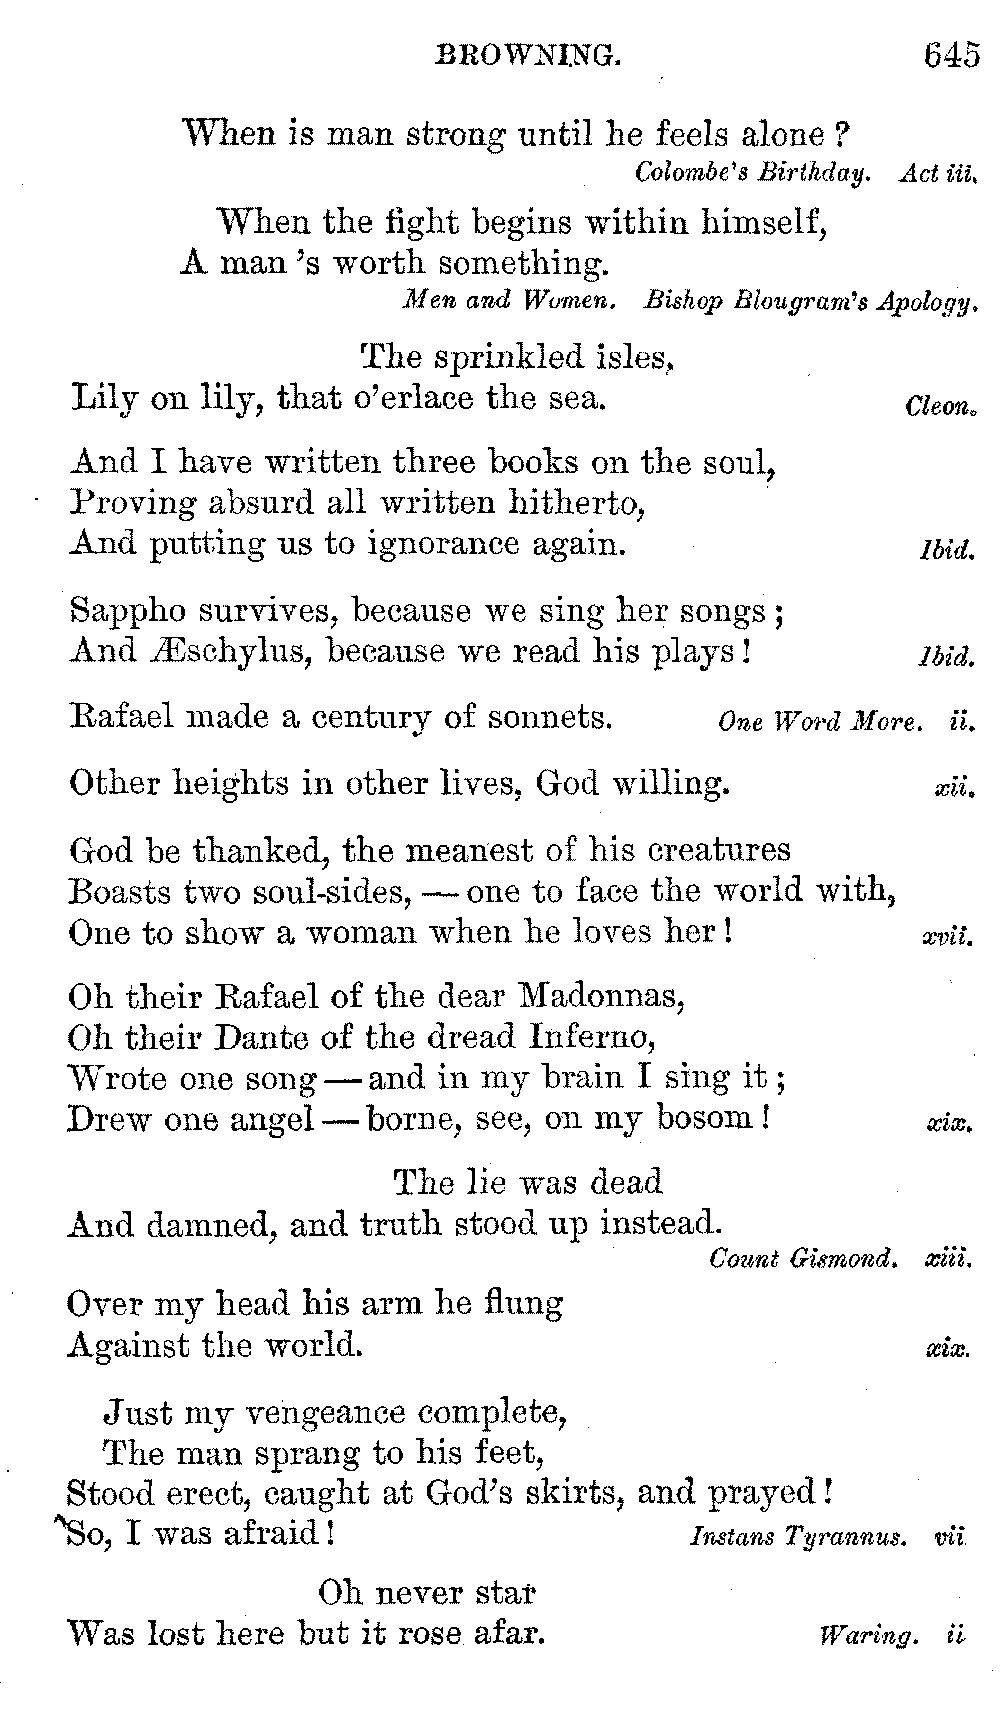 BROWNING. 645
When is man strong until he feels alone?
Colombe's Birthday. Act iii.
When the fight begins within himself,
A man 's worth something.
Men and Women. Bishop Blougram's Apology.
The sprinkled isles,
Lily on lily, that o'erlace the sea. Cleon.
And I have written three books on the soul,
Proving absurd all written hitherto,
And putting us to ignorance again. Ibid.
Sappho survives, because we sing her songs;
And Æschylus, because we read his plays! Ibid.
Rafael made a century of sonnets. One Word More. ii.
Other heights in other lives, God willing. xii.
God be thanked, the meanest of his creatures
Boasts two soul-sides, — one to face the world with,
One to show a woman when he loves her! xvii.
Oh their Rafael of the dear Madonnas,
Oh their Dante of the dread Inferno,
Wrote one song — and in my brain I sing it;
Drew one angel — borne, see, on my bosom! xix.
The lie was dead
And damned, and truth stood up instead.
Count Gismond. xiii.
Over my head his arm he flung
Against the world. xix.
Just my vengeance complete,
The man sprang to his feet,
Stood erect, caught at God's skirts, and prayed!
So, I was afraid! Instans Tyrannus. vii
Oh never star
Was lost here but it rose afar. Waring. ii